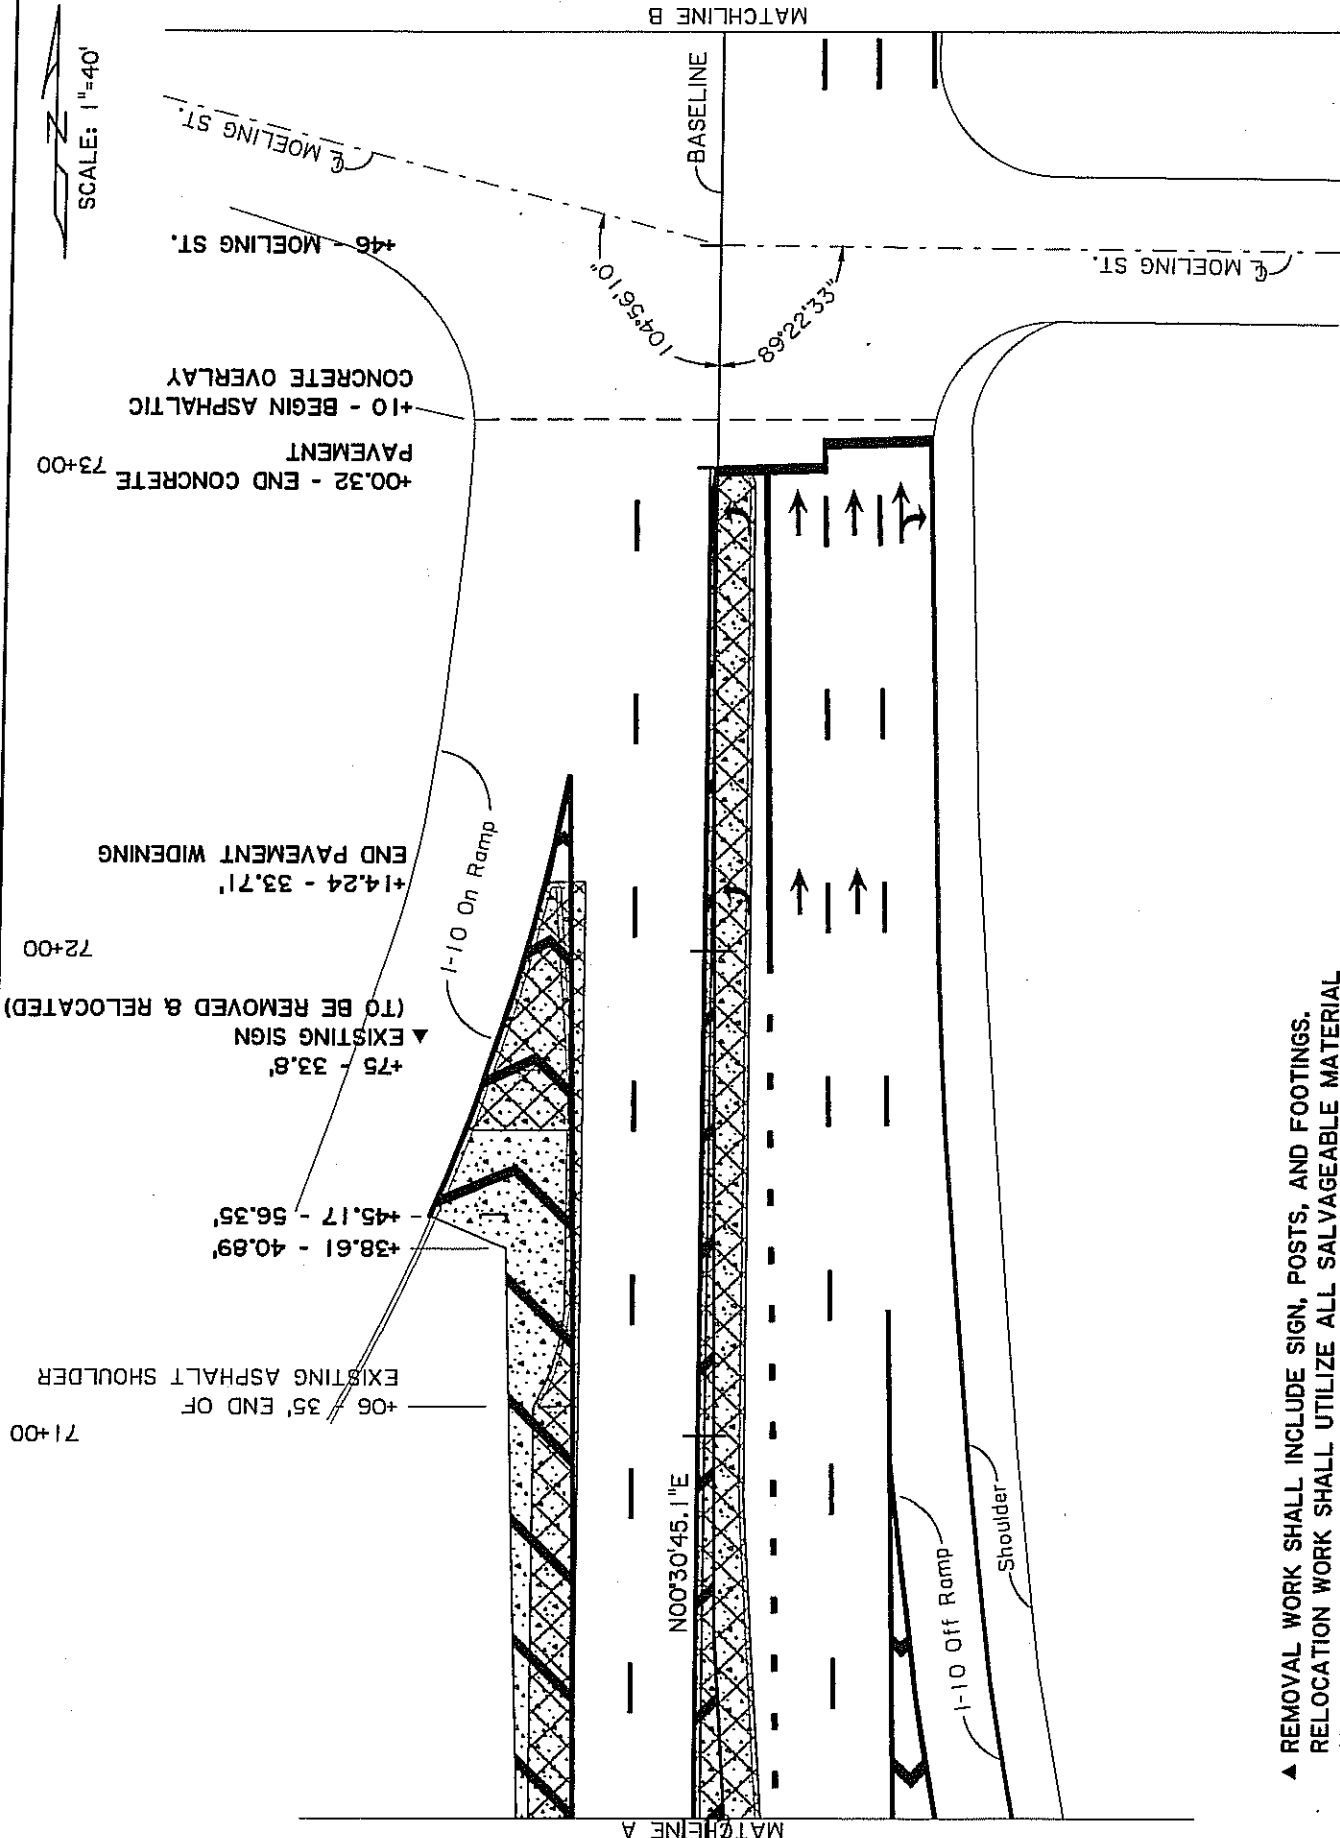 MATCHLINE B
SCALE: 1"=40'
N
℄ MOELING ST.
BASELINE
+46 - MOELING ST.
℄ MOELING ST.
104°56'10"
89°22'33"
+10 - BEGIN ASPHALTIC
CONCRETE OVERLAY
73+00
+00.32 - END CONCRETE
PAVEMENT
+14.24 - 33.71'
END PAVEMENT WIDENING
I-10 On Ramp
72+00
+75 - 33.8'
▲ EXISTING SIGN
(TO BE REMOVED & RELOCATED)
+45.17 - 56.35'
+38.61 - 40.89'
+06 - 35' END OF
EXISTING ASPHALT SHOULDER
71+00
N00°30'45.1"E
I-10 Off Ramp
Shoulder
MATCHLINE A
▲ REMOVAL WORK SHALL INCLUDE SIGN, POSTS, AND FOOTINGS.
RELOCATION WORK SHALL UTILIZE ALL SALVAGEABLE MATERIAL